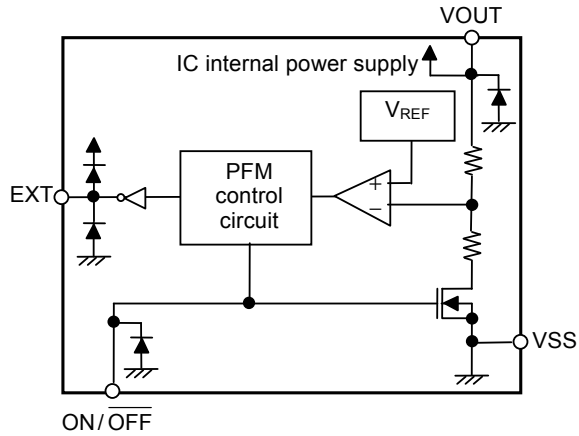 VOUT
IC internal power supply
VREF
PFM
control
circuit
+
−
EXT
VSS
ON/OFF